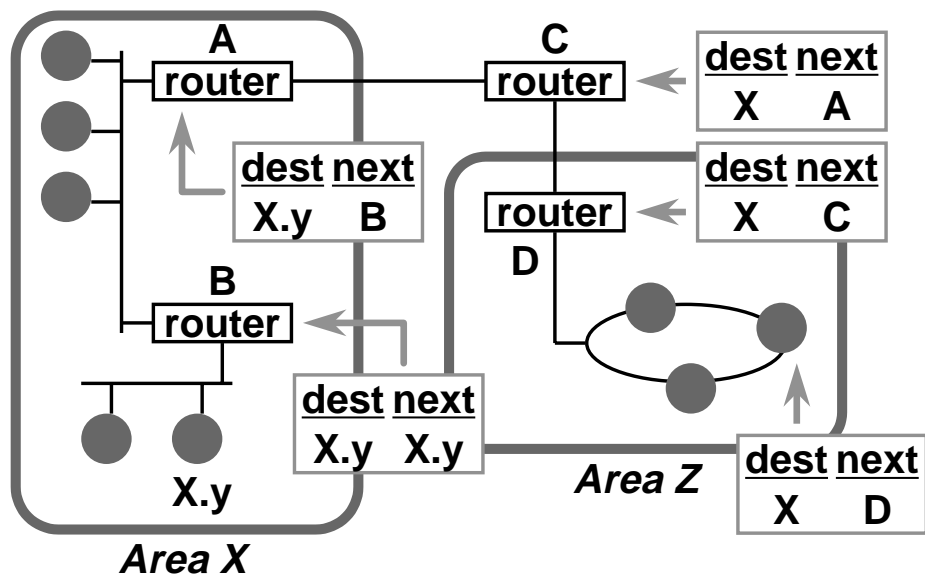 A
router
C
router
dest next
X A
dest next
X.y B
dest next
X C
router
D
B
router
dest next
X.y X.y
X.y
Area X
Area Z
dest next
X D